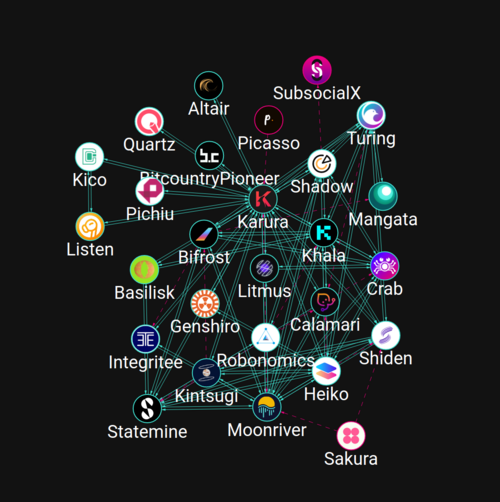 SubsocialX
Altair
Picasso
Turing
Quartz
BitcountryPioneer
Kico
Shadow
Pichiu
Mangata
Karura
Listen
Bifrost
Khala
Basilisk
Litmus
Crab
Genshiro
Calamari
Integritee
Robonomics
Shiden
Kintsugi
Heiko
Statemine
Moonriver
Sakura